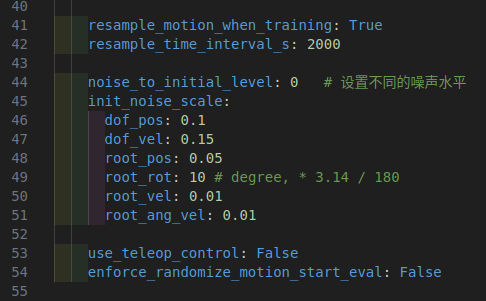 40
41 resample_motion_when_training: True
42 resample_time_interval_s: 2000
43
44 noise_to_initial_level: 0 # 设置不同的噪声水平
45 init_noise_scale:
46 dof_pos: 0.1
47 dof_vel: 0.15
48 root_pos: 0.05
49 root_rot: 10 # degree, * 3.14 / 180
50 root_vel: 0.01
51 root_ang_vel: 0.01
52
53 use_teleop_control: False
54 enforce_randomize_motion_start_eval: False
55